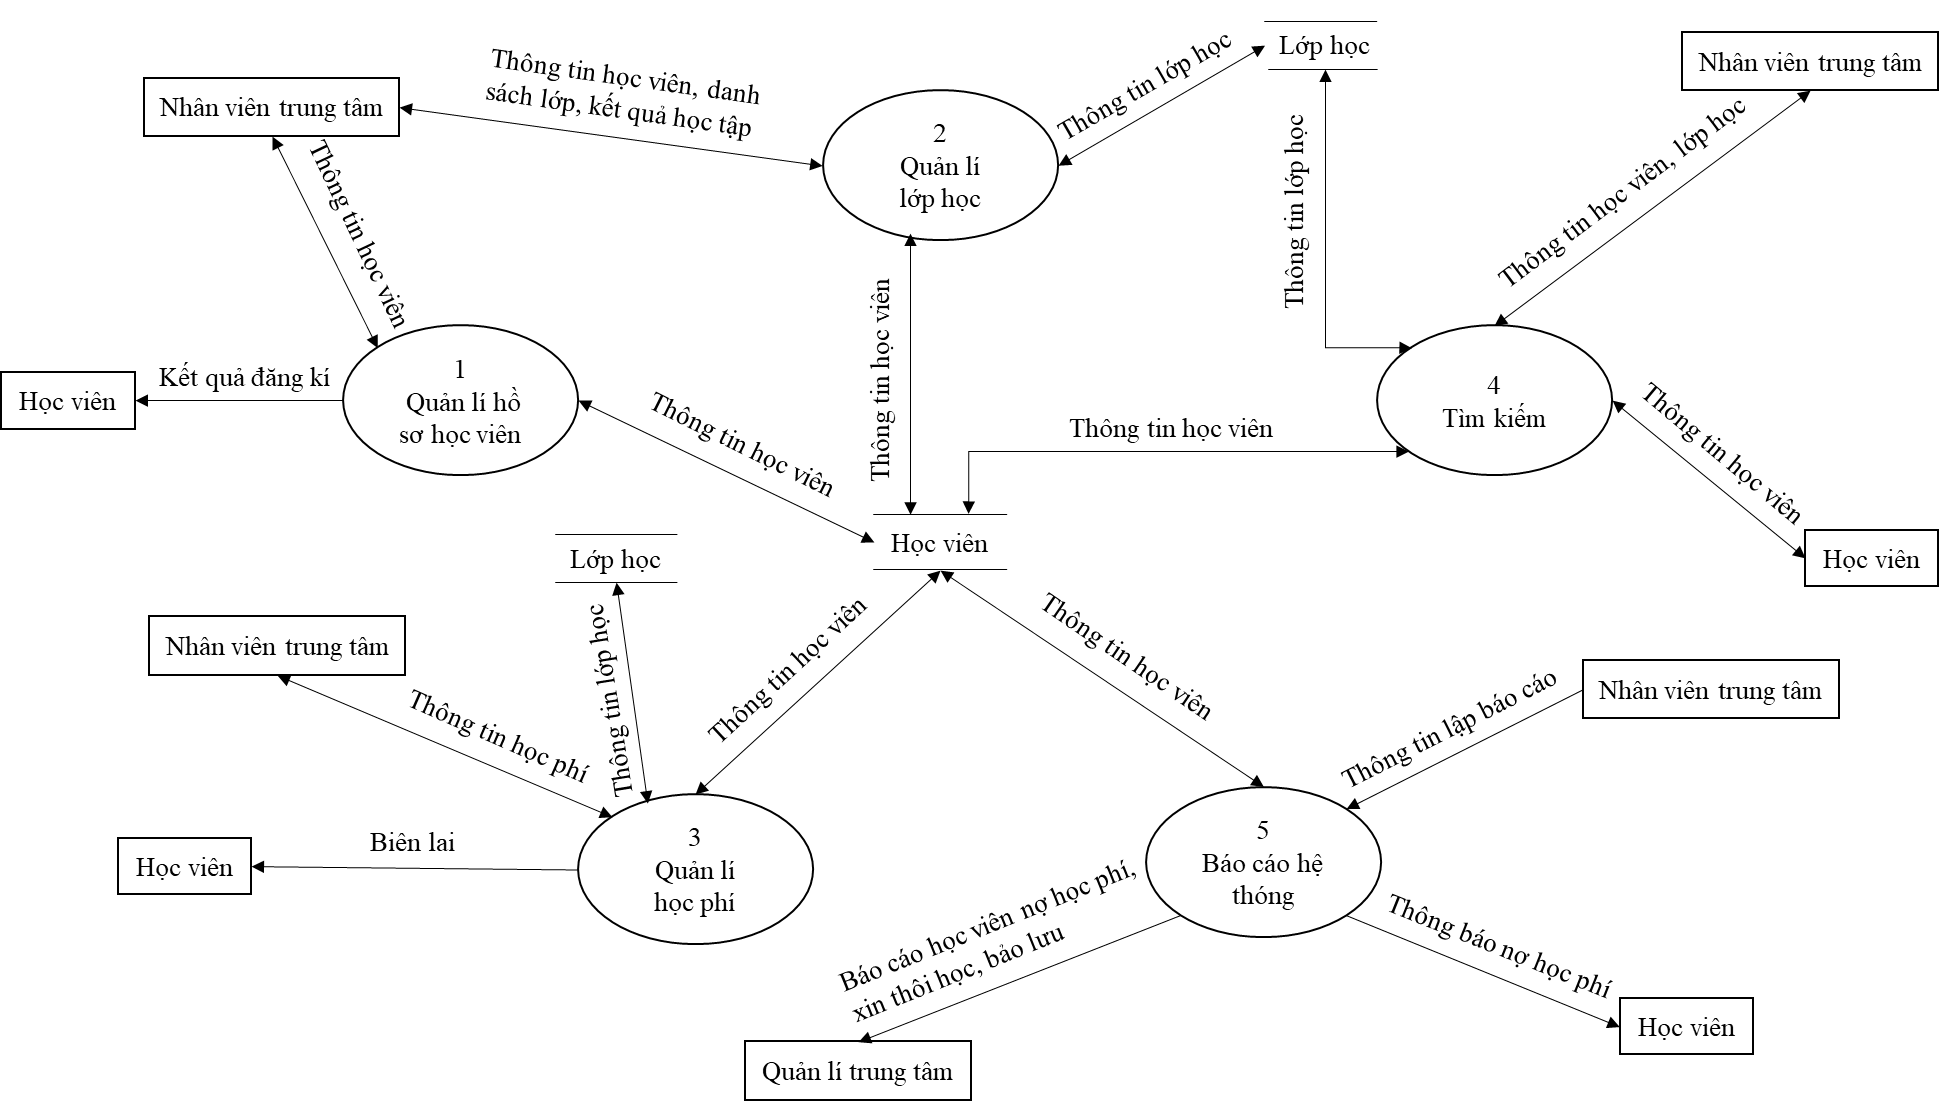 Lớp học
Nhân viên trung tâm
Thông tin học viên, danh
sách lớp, kết quả học tập
Thông tin lớp học
Nhân viên trung tâm
2
Quản lí
lớp học
Thông tin học viên
Thông tin lớp học
Thông tin học viên, lớp học
Học viên
Kết quả đăng kí
1
Quản lí hồ
sơ học viên
Thông tin học viên
Thông tin học viên
Thông tin học viên
4
Tìm kiếm
Thông tin học viên
Học viên
Lớp học
Học viên
Nhân viên trung tâm
Thông tin lớp học
Thông tin học viên
Thông tin học viên
Thông tin lập báo cáo
Nhân viên trung tâm
Thông tin học phí
Học viên
Biên lai
3
Quản lí
học phí
5
Báo cáo hệ
thóng
Báo cáo học viên nợ học phí,
xin thôi học, bảo lưu
Thông báo nợ học phí
Học viên
Quản lí trung tâm